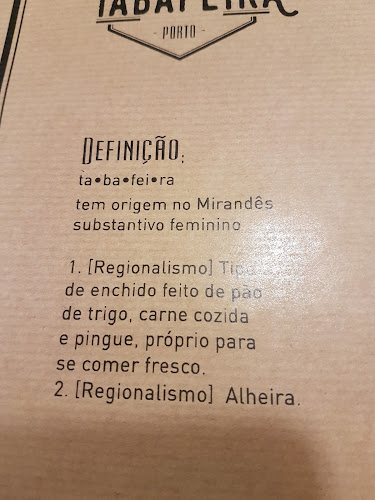 TABAFEIRA
- PORTO -
DEFINIÇÃO:
ta•ba•fei•ra
tem origem no Mirandês
substantivo feminino
1. [Regionalismo] Tipo
de enchido feito de pão
de trigo, carne cozida
e pingue, próprio para
se comer fresco.
2. [Regionalismo] Alheira.